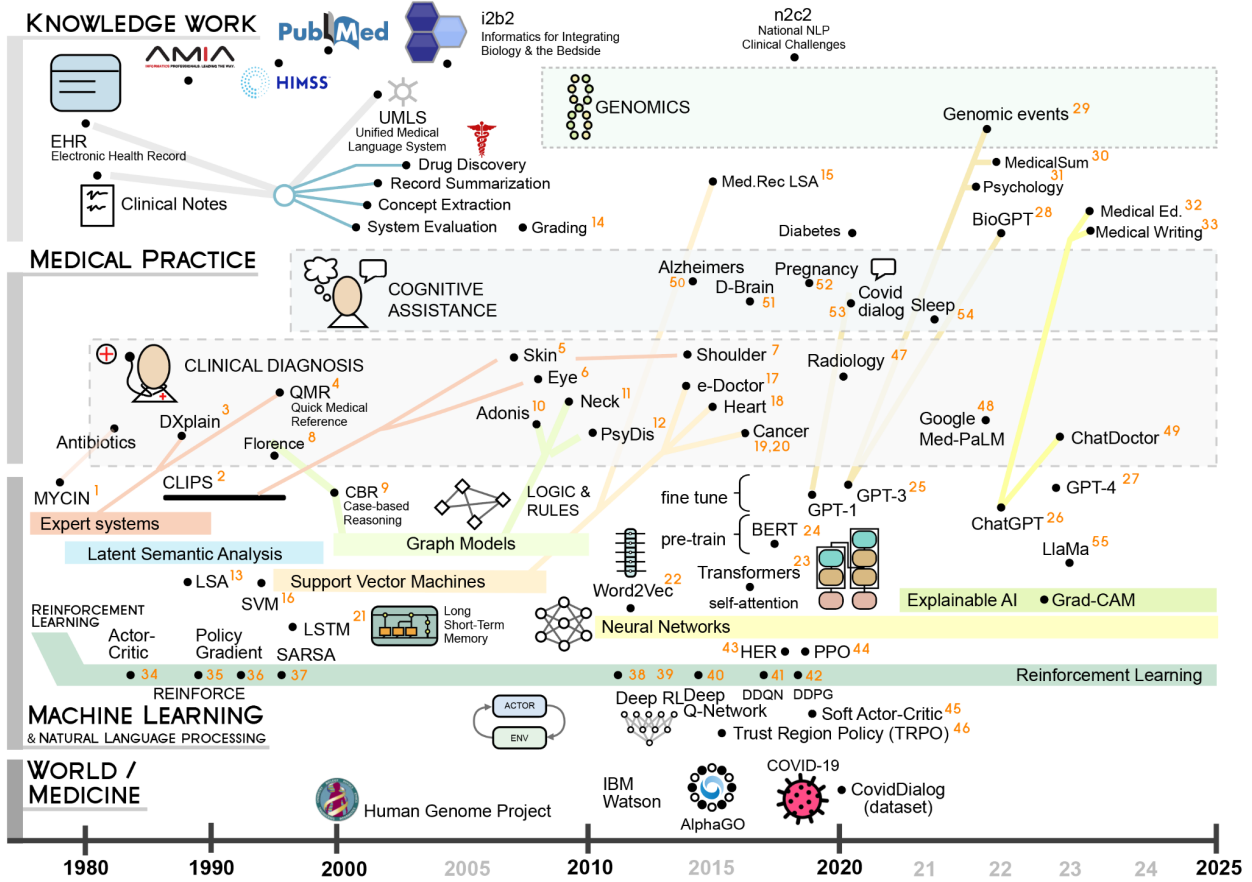 KNOWLEDGE WORK
AMIA
INFORMATICS PROFESSIONALS. LEADING THE WAY.
HIMSS
PubMed
i2b2
Informatics for Integrating
Biology & the Bedside
n2c2
National NLP
Clinical Challenges
EHR
Electronic Health Record
Clinical Notes
UMLS
Unified Medical
Language System
Drug Discovery
Record Summarization
Concept Extraction
System Evaluation
Grading 14
GENOMICS
Genomic events 29
MedicalSum 30
31
Psychology
BioGPT 28
Medical Ed. 32
Medical Writing 33
Med.Rec LSA 15
Diabetes
MEDICAL PRACTICE
COGNITIVE
ASSISTANCE
Alzheimers
50
D-Brain
51
Pregnancy
52
53
Covid
dialog
Sleep
54
CLINICAL DIAGNOSIS
Antibiotics
DXplain 3
QMR 4
Quick Medical
Reference
Florence 8
Skin 5
Eye 6
Neck 11
Adonis 10
PsyDis 12
Shoulder 7
e-Doctor 17
Heart 18
Cancer
19,20
Radiology 47
Google 48
Med-PaLM
ChatDoctor 49
MYCIN 1
CLIPS 2
CBR 9
Case-based
Reasoning
LOGIC &
RULES
fine tune
pre-train
GPT-1
GPT-3 25
BERT 24
ChatGPT 26
GPT-4 27
LlaMa 55
Expert systems
Latent Semantic Analysis
Graph Models
Support Vector Machines
LSA 13
SVM 16
LSTM 21
Long
Short-Term
Memory
Word2Vec 22
Transformers 23
self-attention
Explainable AI
Grad-CAM
Neural Networks
REINFORCEMENT
LEARNING
Actor-
Critic
34
Policy
Gradient
35
36
REINFORCE
SARSA
37
38
39
40
41
42
43 HER
PPO 44
Reinforcement Learning
Deep RL
Deep
Q-Network
DDQN
DDPG
Soft Actor-Critic 45
Trust Region Policy (TRPO) 46
ACTOR
ENV
MACHINE LEARNING
& NATURAL LANGUAGE PROCESSING
WORLD /
MEDICINE
Human Genome Project
IBM
Watson
AlphaGO
COVID-19
CovidDialog
(dataset)
1980
1990
2000
2005
2010
2015
2020
21
22
23
24
2025